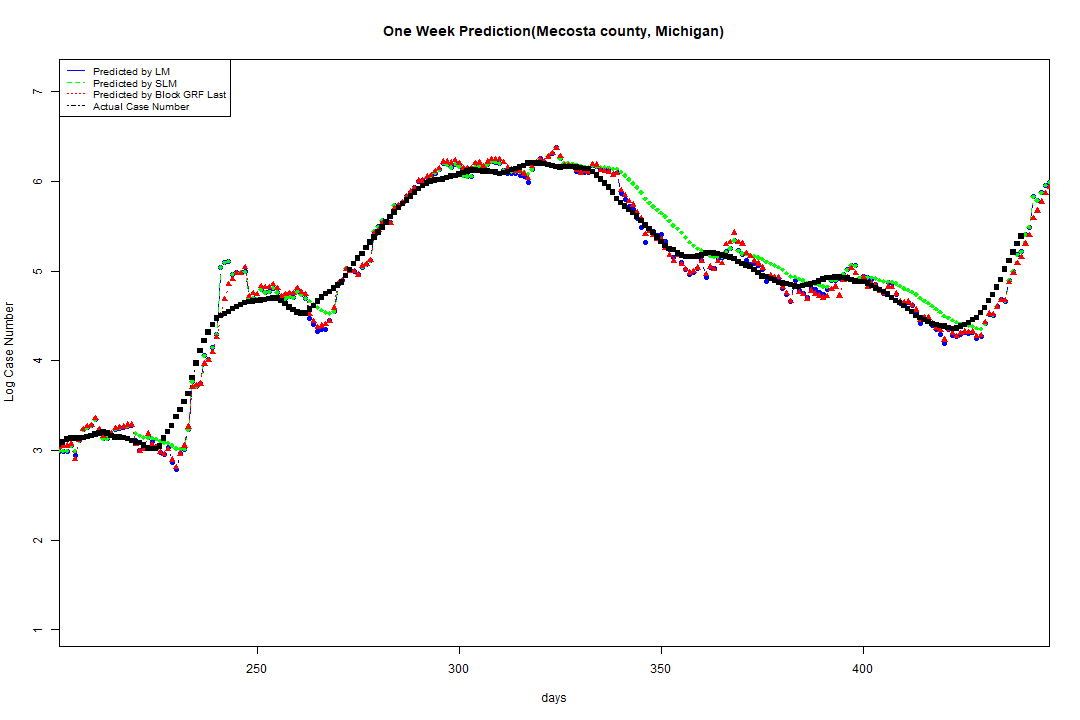 One Week Prediction(Mecosta county, Michigan)
Predicted by LM
Predicted by SLM
Predicted by Block GRF Last
Actual Case Number
7
6
5
4
3
2
1
Log Case Number
250 300 350 400
days